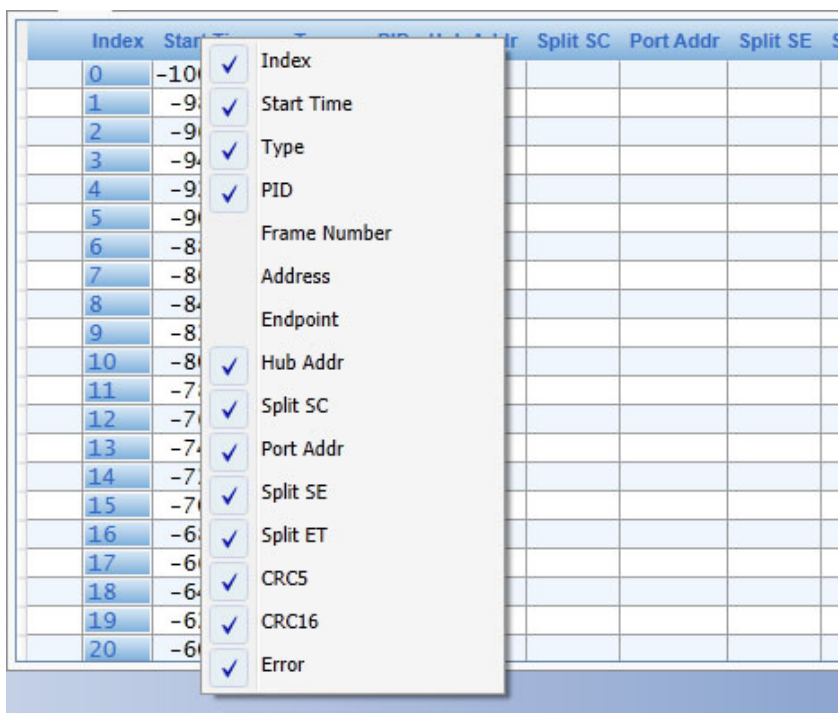 Index Split SC Port Addr Split SE
0
1
2
3
4
5
6
7
8
9
10
11
12
13
14
15
16
17
18
19
20
Index
Start Time
Type
PID
Frame Number
Address
Endpoint
Hub Addr
Split SC
Port Addr
Split SE
Split ET
CRC5
CRC16
Error